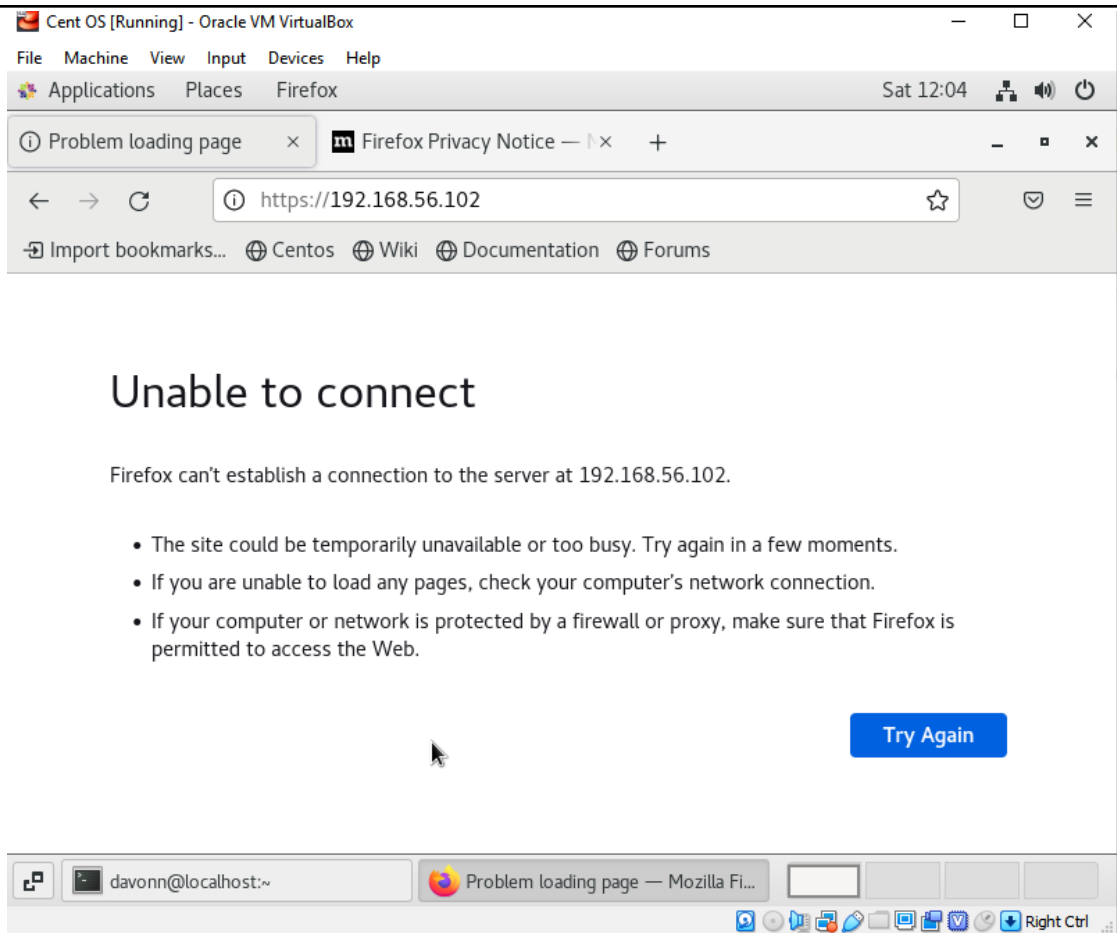 Cent OS [Running] - Oracle VM VirtualBox
File Machine View Input Devices Help
Applications Places Firefox Sat 12:04
Problem loading page m Firefox Privacy Notice —
https://192.168.56.102
Import bookmarks... Centos Wiki Documentation Forums
Unable to connect
Firefox can't establish a connection to the server at 192.168.56.102.
• The site could be temporarily unavailable or too busy. Try again in a few moments.
• If you are unable to load any pages, check your computer's network connection.
• If your computer or network is protected by a firewall or proxy, make sure that Firefox is
permitted to access the Web.
Try Again
davonn@localhost:~ Problem loading page — Mozilla Fi...
Right Ctrl